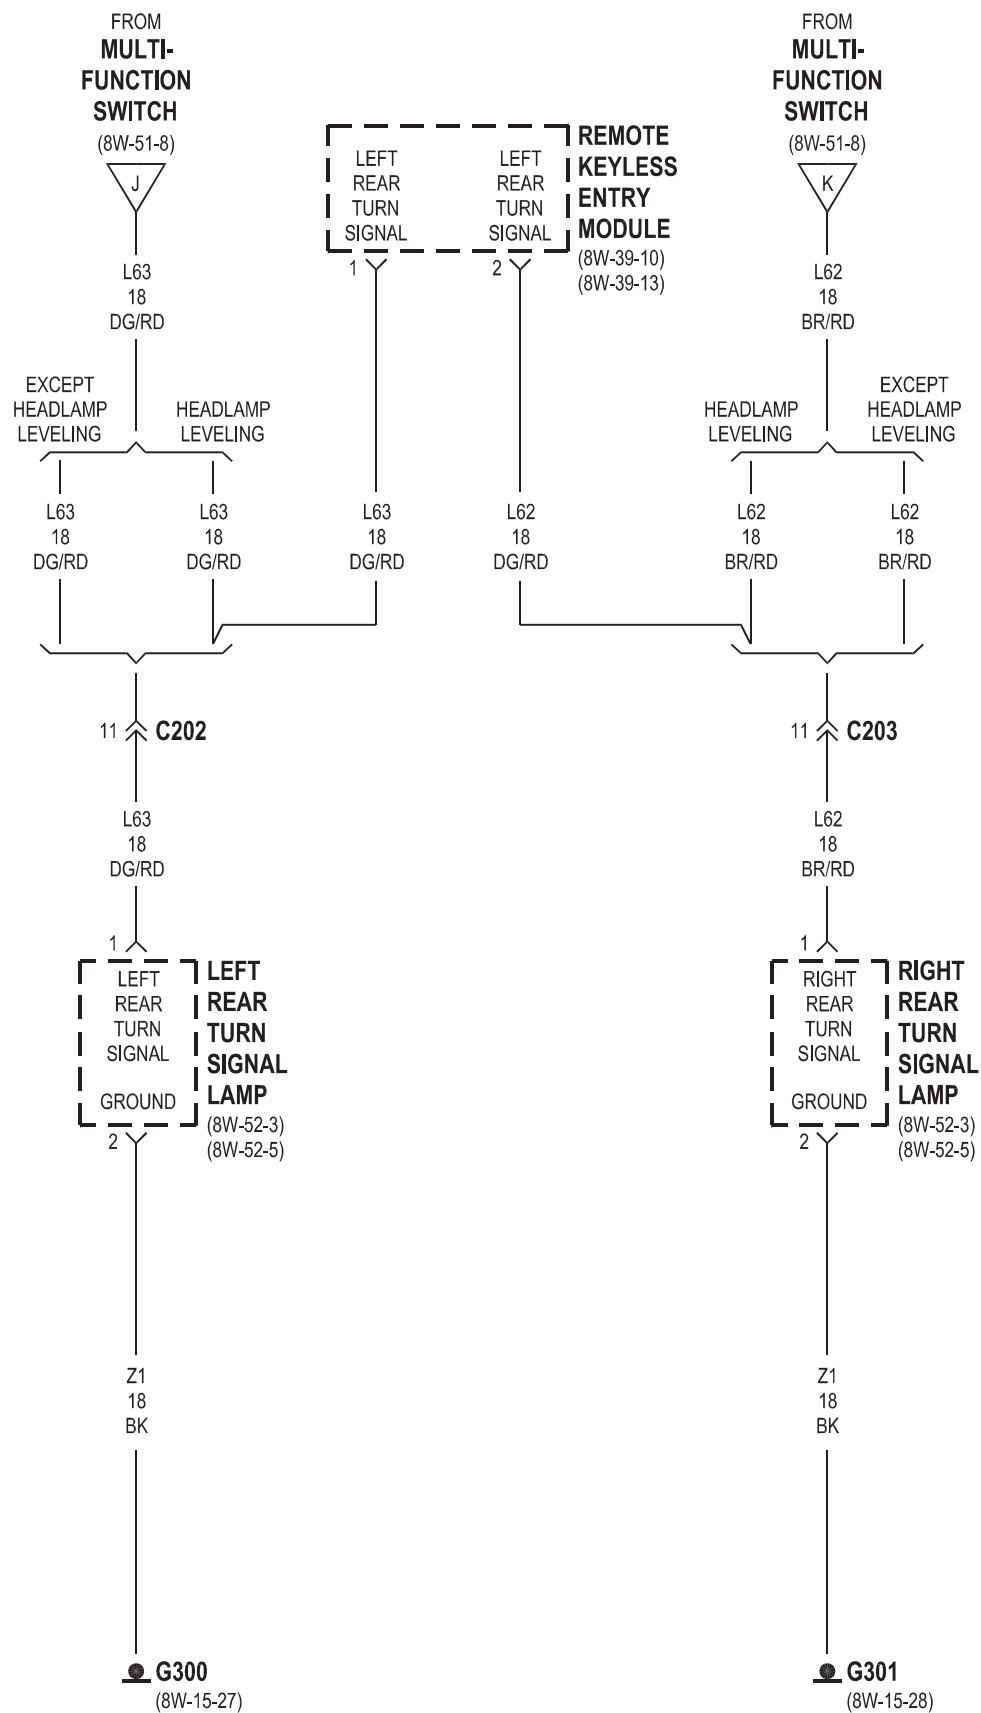 FROM
MULTI-
FUNCTION
SWITCH
(8W-51-8)
J
L63
18
DG/RD
EXCEPT
HEADLAMP
LEVELING
HEADLAMP
LEVELING
L63
18
DG/RD
L63
18
DG/RD
LEFT
REAR
TURN
SIGNAL
LEFT
REAR
TURN
SIGNAL
REMOTE
KEYLESS
ENTRY
MODULE
(8W-39-10)
(8W-39-13)
1
2
L63
18
DG/RD
L62
18
DG/RD
FROM
MULTI-
FUNCTION
SWITCH
(8W-51-8)
K
L62
18
BR/RD
HEADLAMP
LEVELING
EXCEPT
HEADLAMP
LEVELING
L62
18
BR/RD
L62
18
BR/RD
11
C202
L63
18
DG/RD
1
LEFT
REAR
TURN
SIGNAL
GROUND
LEFT
REAR
TURN
SIGNAL
LAMP
(8W-52-3)
(8W-52-5)
2
Z1
18
BK
G300
(8W-15-27)
11
C203
L62
18
BR/RD
1
RIGHT
REAR
TURN
SIGNAL
GROUND
RIGHT
REAR
TURN
SIGNAL
LAMP
(8W-52-3)
(8W-52-5)
2
Z1
18
BK
G301
(8W-15-28)